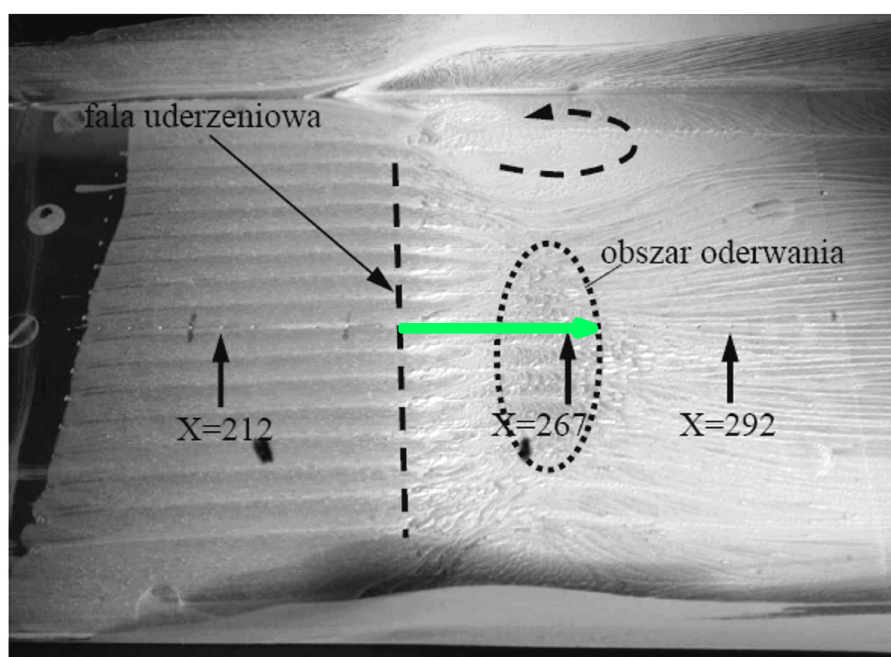 fala uderzeniowa
obszar oderwania
X=212
X=267
X=292